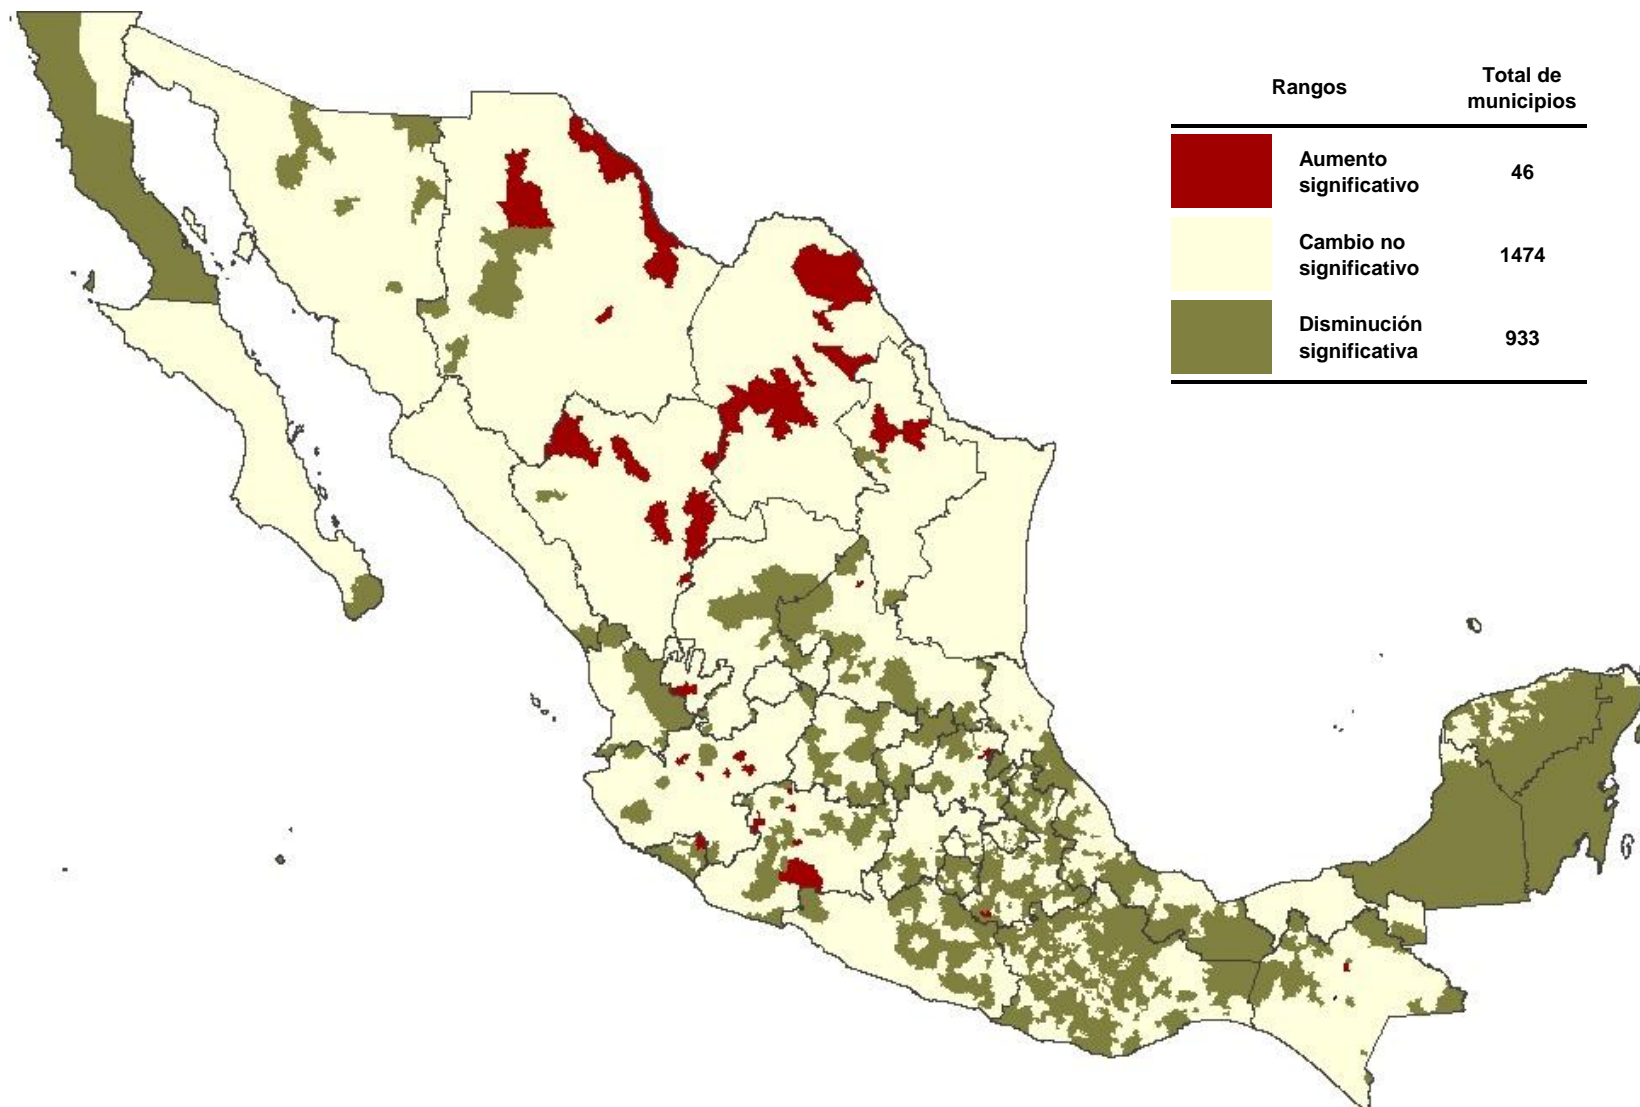 Rangos
Total de
municipios
Aumento
significativo
46
Cambio no
significativo
1474
Disminución
significativa
933